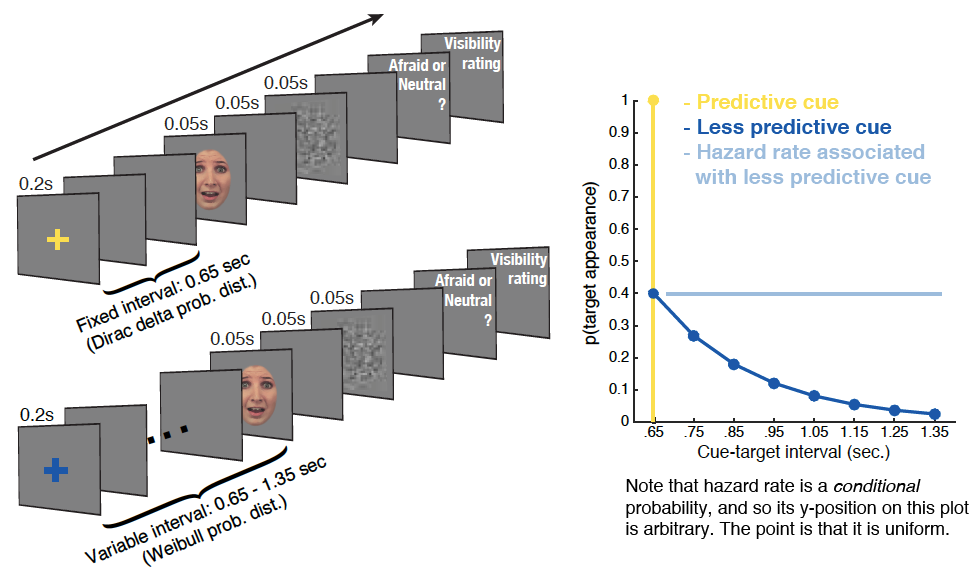 Visibility
rating
Afraid or
Neutral
?
0.05s
0.05s
0.05s
0.2s
Fixed interval: 0.65 sec
(Dirac delta prob. dist.)
Visibility
rating
Afraid or
Neutral
?
0.05s
0.05s
0.05s
0.2s
...
Variable interval: 0.65 - 1.35 sec
(Weibull prob. dist.)
- Predictive cue
- Less predictive cue
- Hazard rate associated
with less predictive cue
p(target appearance)
1
0.9
0.8
0.7
0.6
0.5
0.4
0.3
0.2
0.1
0
.65 .75 .85 .95 1.05 1.15 1.25 1.35
Cue-target interval (sec.)
Note that hazard rate is a conditional
probability, and so its y-position on this plot
is arbitrary. The point is that it is uniform.